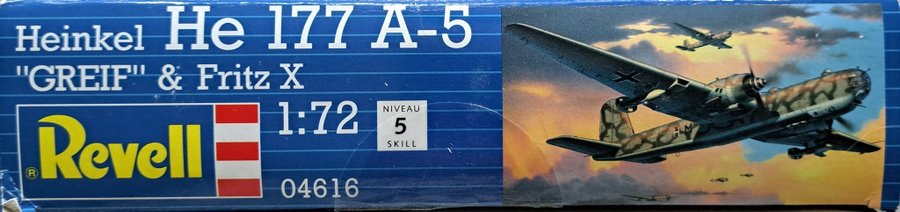 Heinkel He 177 A-5
"GREIF" & Fritz X
1:72
NIVEAU
5
SKILL
Revell
®
04616